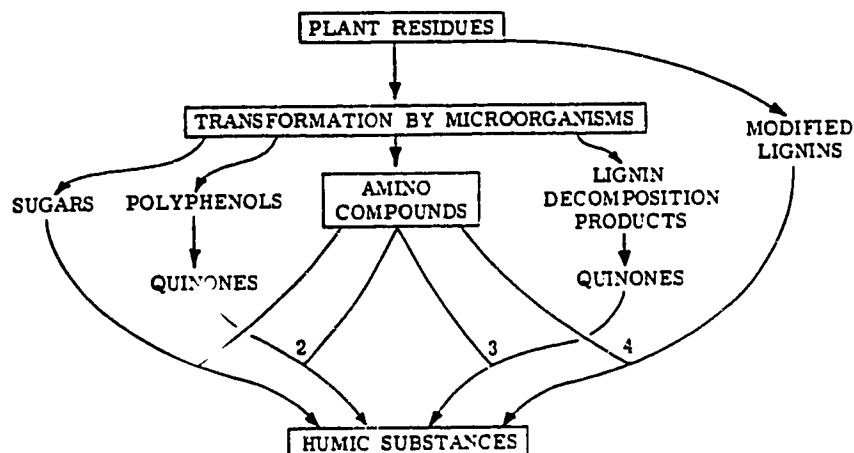 PLANT RESIDUES
TRANSFORMATION BY MICROORGANISMS
MODIFIED
LIGNINS
SUGARS
POLYPHENOLS
AMINO
COMPOUNDS
LIGNIN
DECOMPOSITION
PRODUCTS
QUINONES
QUINONES
2
3
4
HUMIC SUBSTANCES